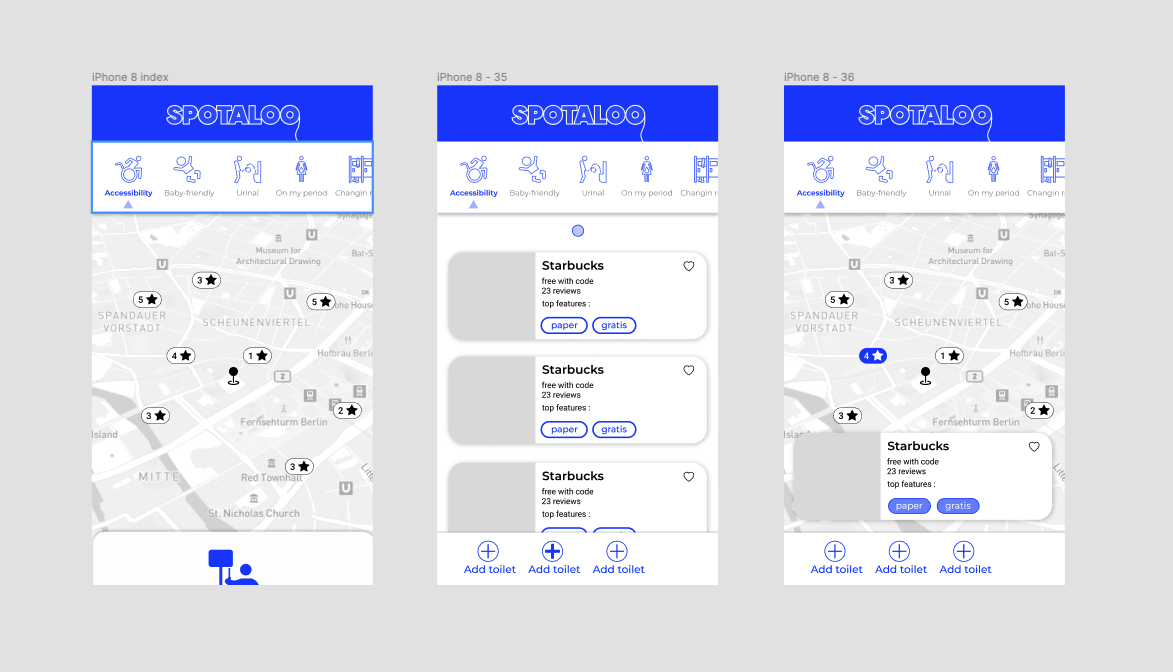 iPhone 8 index
SPOTALOO
Accessibility
Baby-friendly
Urinal
On my period
Changin r
Synagoge
Museum for
Architectural Drawing
Bat-S
U
3
U
5
U
5
oho House
SPANDAUER
VORSTADT
SCHEUNENVIERTEL
Hofbräu Berlin
4
1
2
3
2
Fernsehturm Berlin
Island
3
MITTE
Red Townhall
U
St. Nicholas Church
iPhone 8 - 35
SPOTALOO
Accessibility
Baby-friendly
Urinal
On my period
Changin r
Starbucks
free with code
23 reviews
top features :
paper
gratis
Starbucks
free with code
23 reviews
top features :
paper
gratis
Starbucks
free with code
23 reviews
top features :
Add toilet
Add toilet
Add toilet
iPhone 8 - 36
SPOTALOO
Accessibility
Baby-friendly
Urinal
On my period
Changin r
Synagoge
Museum for
Architectural Drawing
Bat-S
U
3
U
5
U
5
oho House
SPANDAUER
VORSTADT
SCHEUNENVIERTEL
Hofbräu Berlin
4
1
2
3
2
Fernsehturm Berlin
Island
Starbucks
free with code
23 reviews
top features :
paper
gratis
Add toilet
Add toilet
Add toilet